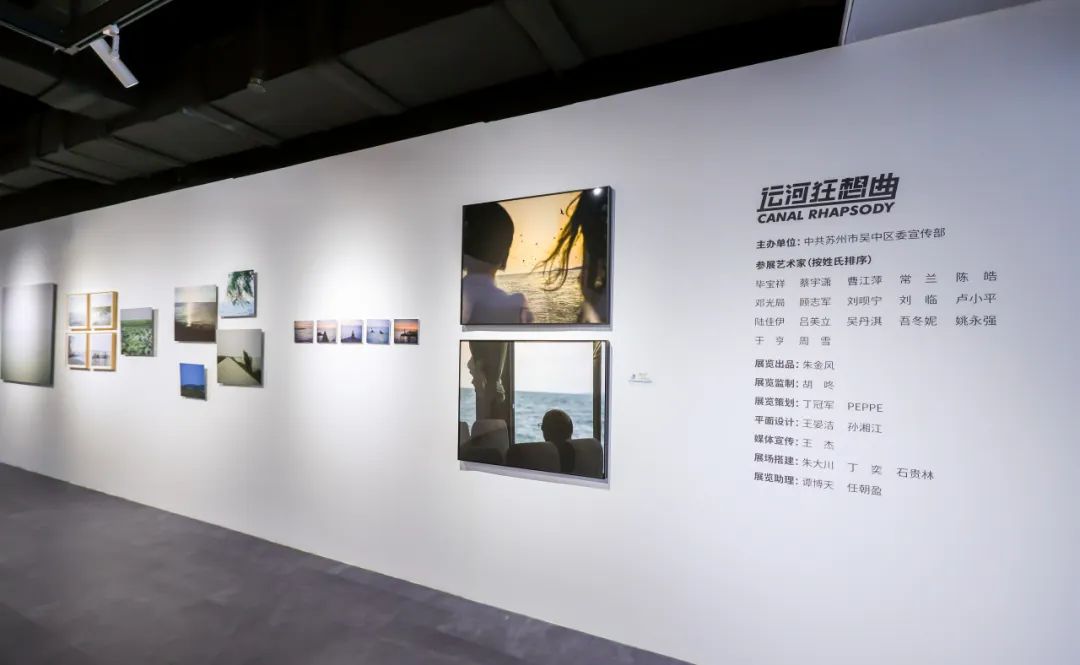 运河狂想曲
CANAL RHAPSODY
主办单位：中共苏州市吴中区委宣传部
参展艺术家（按姓氏排序）
毕宝祥 蔡宇潇 曹江萍 常 兰 陈 皓
邓光局 顾志军 刘呗宁 刘 临 卢小平
陆佳伊 吕美立 吴丹淇 吾冬妮 姚永强
于 亨 周 雪
展览出品：朱金凤
展览监制：胡 咚
展览策划：丁冠军 PEPPE
平面设计：王晏洁 孙湘江
媒体宣传：王 杰
展场搭建：朱大川 丁 奕 石贵林
展览助理：谭博天 任朝盈